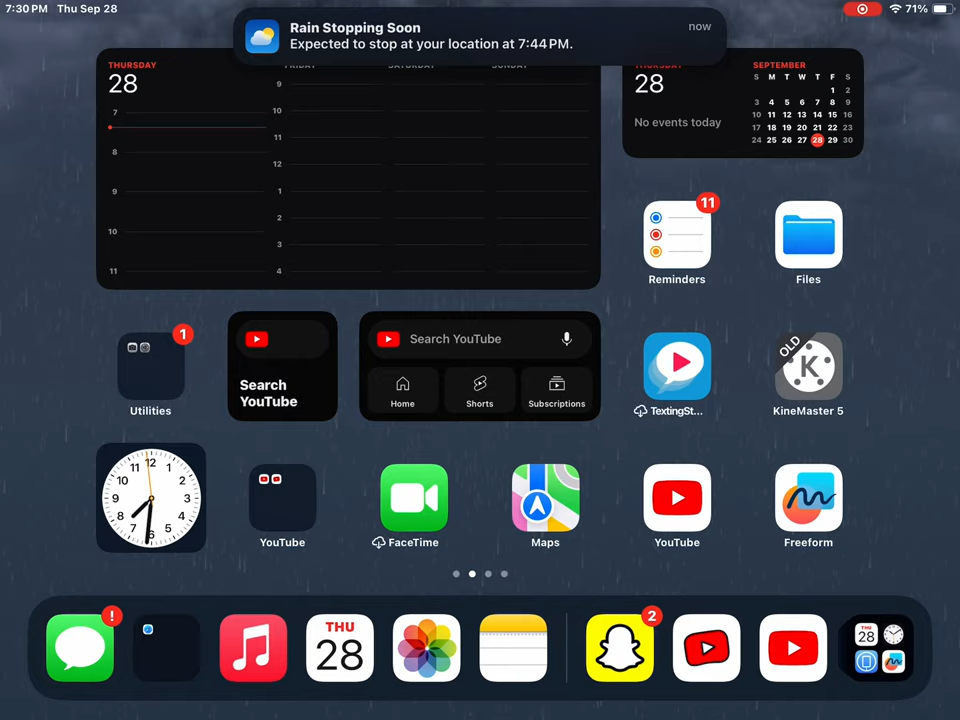 7:30 PM Thu Sep 28
71%
Rain Stopping Soon
now
Expected to stop at your location at 7:44 PM.
THURSDAY
28
FRIDAY
SATURDAY
SUNDAY
7
8
9
10
11
9
10
11
12
1
2
3
4
THURSDAY
28
No events today
SEPTEMBER
S M T W T F S
1 2
3 4 5 6 7 8 9
10 11 12 13 14 15 16
17 18 19 20 21 22 23
24 25 26 27 28 29 30
11
Reminders
Files
1
Utilities
Search
YouTube
Search YouTube
Home
Shorts
Subscriptions
TextingSt...
OLD
K
KineMaster 5
12
1
2
3
4
5
6
7
8
9
10
11
YouTube
FaceTime
Maps
YouTube
Freeform
!
THU
28
2
THU
28